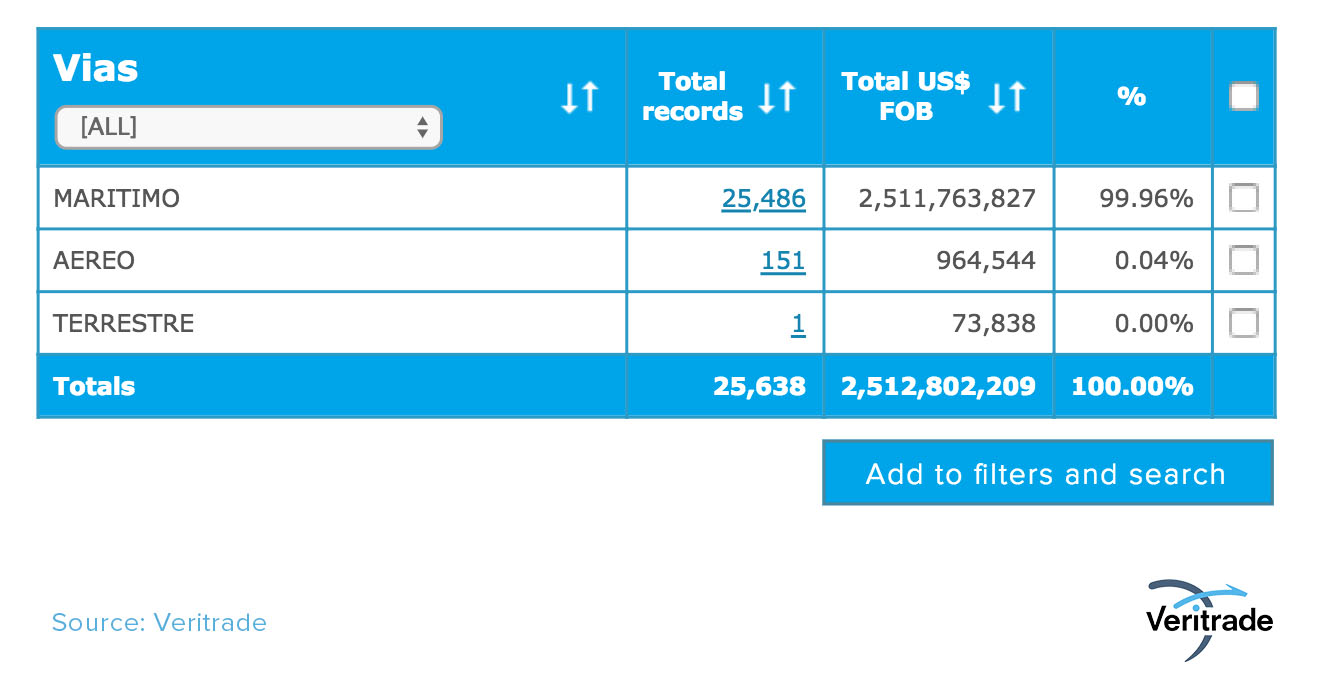 Vias
[ALL]
Total records
Total US$ FOB
%
MARITIMO 25,486 2,511,763,827 99.96%
AEREO 151 964,544 0.04%
TERRESTRE 1 73,838 0.00%
Totals 25,638 2,512,802,209 100.00%
Add to filters and search
Source: Veritrade
Veritrade